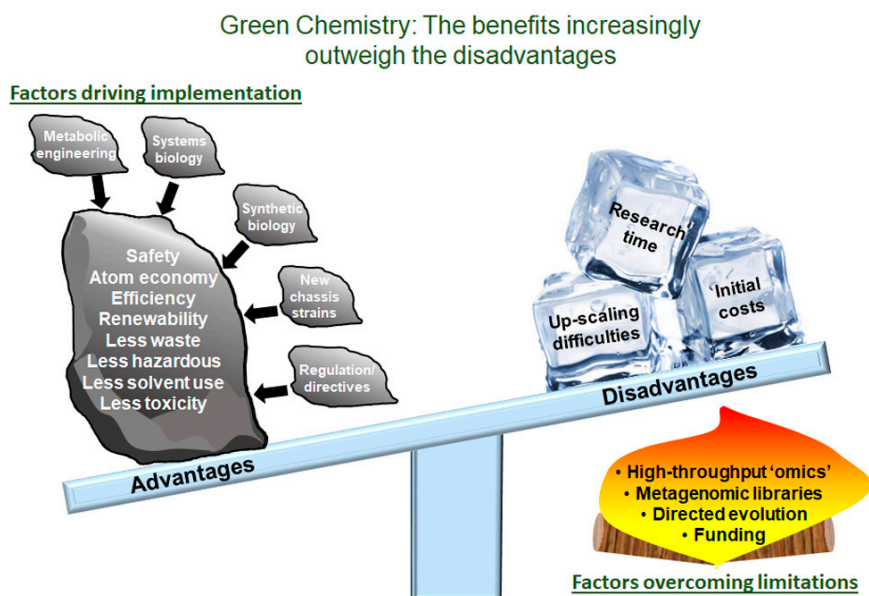 Green Chemistry: The benefits increasingly
outweigh the disadvantages
Factors driving implementation
Metabolic
engineering
Systems
biology
Synthetic
biology
New
chassis
strains
Regulation/
directives
Safety
Atom economy
Efficiency
Renewability
Less waste
Less hazardous
Less solvent use
Less toxicity
Advantages
Research
time
Up-scaling
difficulties
Initial
costs
Disadvantages
• High-throughput ‘omics’
• Metagenomic libraries
• Directed evolution
• Funding
Factors overcoming limitations